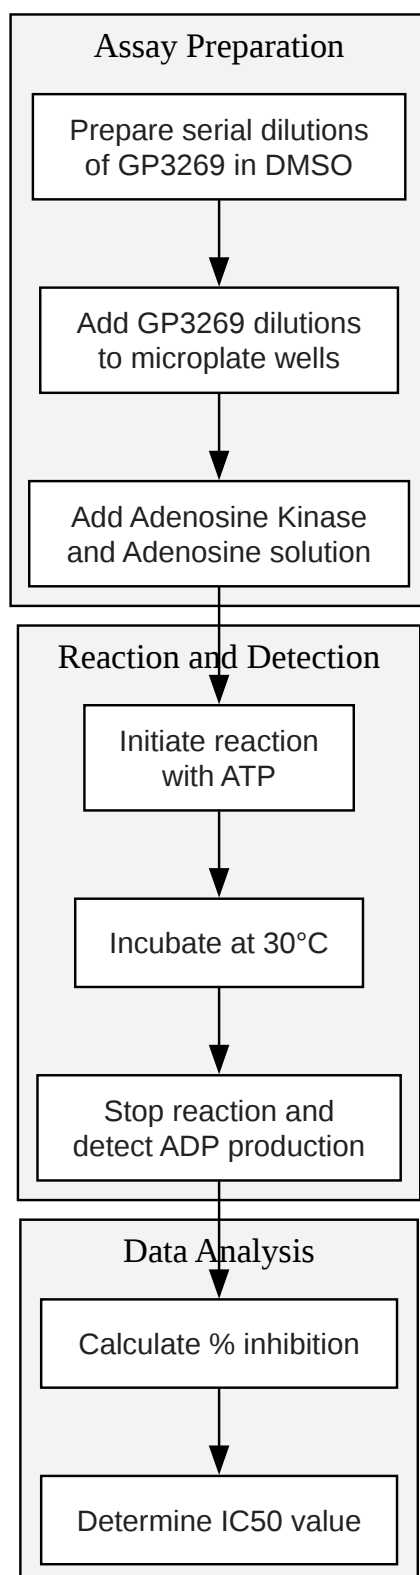 Assay Preparation
Prepare serial dilutions
of GP3269 in DMSO
Add GP3269 dilutions
to microplate wells
Add Adenosine Kinase
and Adenosine solution
Reaction and Detection
Initiate reaction
with ATP
Incubate at 30°C
Stop reaction and
detect ADP production
Data Analysis
Calculate % inhibition
Determine IC50 value